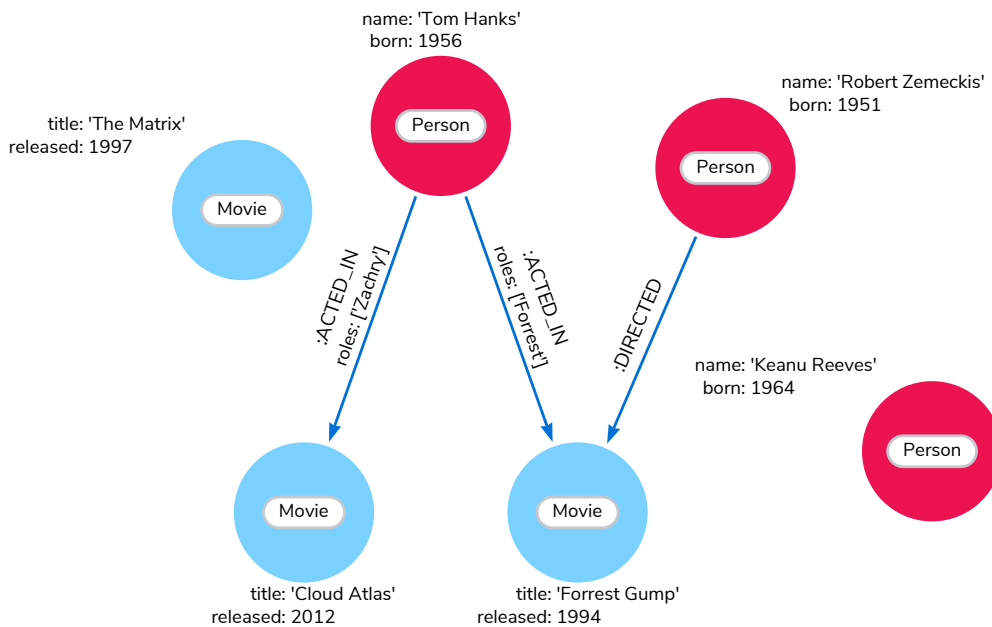 name: 'Tom Hanks'
born: 1956
Person
name: 'Robert Zemeckis'
born: 1951
Person
title: 'The Matrix'
released: 1997
Movie
:ACTED_IN
roles: ['Zachry']
:ACTED_IN
roles: ['Forrest']
:DIRECTED
name: 'Keanu Reeves'
born: 1964
Person
Movie
title: 'Cloud Atlas'
released: 2012
Movie
title: 'Forrest Gump'
released: 1994